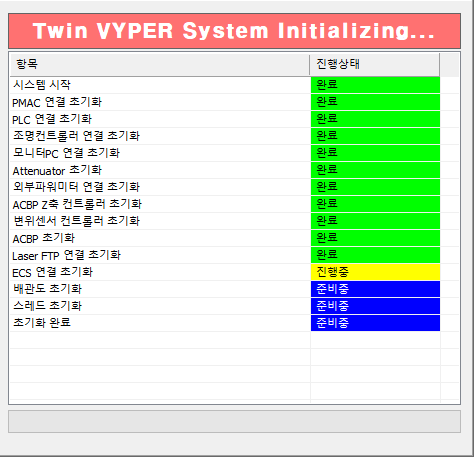 Twin VYPER System Initializing...
항목 진행상태
시스템 시작 완료
PMAC 연결 초기화 완료
PLC 연결 초기화 완료
조명컨트롤러 연결 초기화 완료
모니터PC 연결 초기화 완료
Attenuator 초기화 완료
외부파워미터 연결 초기화 완료
ACBP Z축 컨트롤러 초기화 완료
변위센서 컨트롤러 초기화 완료
ACBP 초기화 완료
Laser FTP 연결 초기화 완료
ECS 연결 초기화 진행중
배관도 초기화 준비중
스레드 초기화 준비중
초기화 완료 준비중